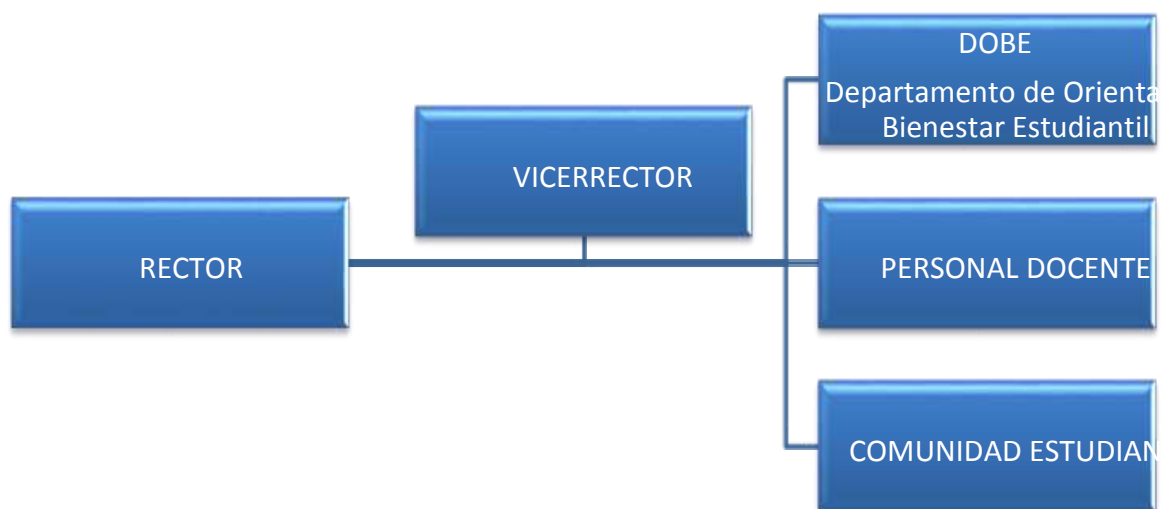 RECTOR
VICERRECTOR
DOBE
Departamento de Orienta
Bienestar Estudiantil
PERSONAL DOCENTE
COMUNIDAD ESTUDIAN